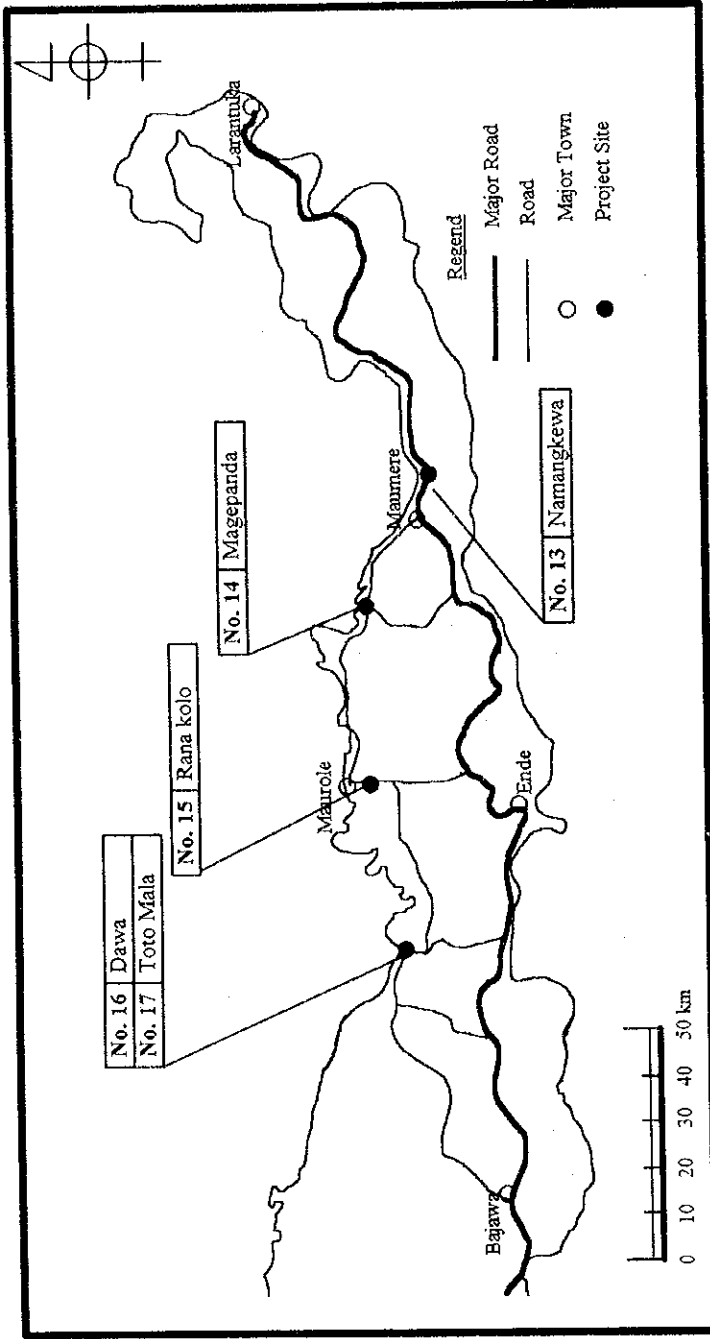 No. 16 Dawa
No. 17 Toto Mala
No. 15 Rana kolo
No. 14 Magepanda
Larantuka
Maurole
Maumere
Ende
Bajawa
No. 13 Namangkewa
Regend
Major Road
Road
Major Town
Project Site
0 10 20 30 40 50 km